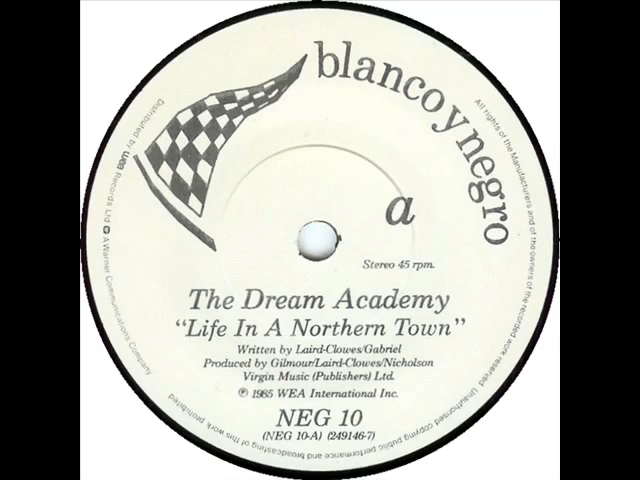 blanco y negro
a
Stereo 45 rpm.
The Dream Academy
"Life In A Northern Town"
Written by Laird-Clowes/Gabriel
Produced by Gilmour/Laird-Clowes/Nicholson
Virgin Music (Publishers) Ltd.
℗ 1985 WEA International Inc.
NEG 10
(NEG 10-A) (249146-7)
All rights of the Manufacturers and of the owners of the recorded work reserved
Unauthorised copying public performance and broadcasting of this work prohibited
Distributed by wea Records Ltd A Warner Communications Company